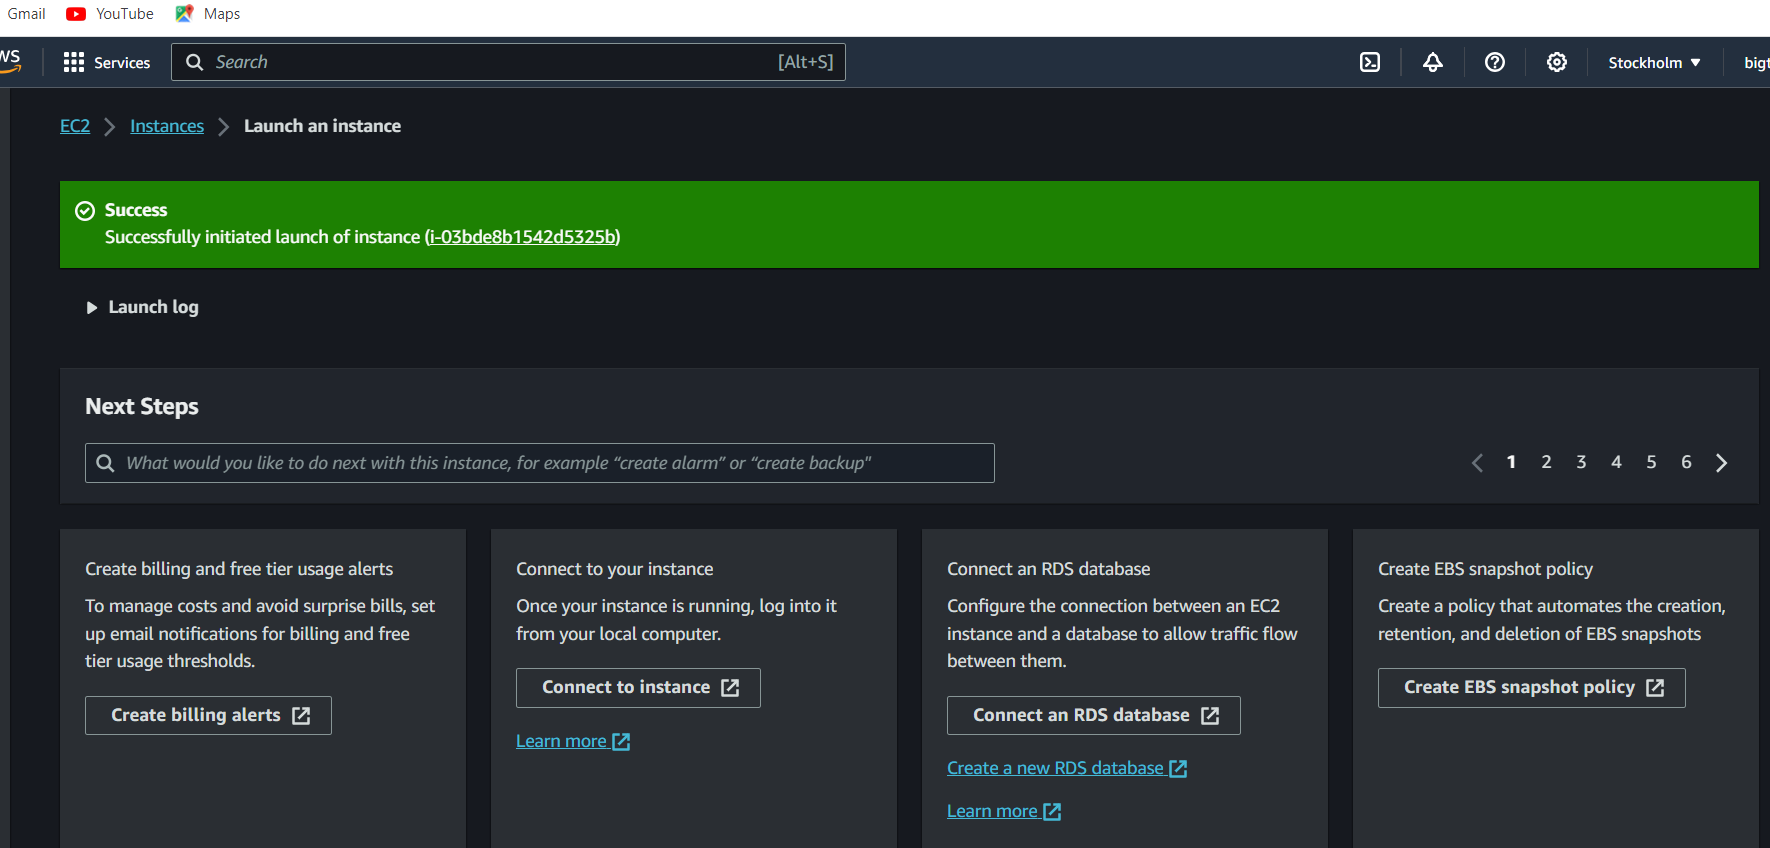 Gmail YouTube Maps
Services Search [Alt+S] Stockholm
EC2 Instances Launch an instance
Success
Successfully initiated launch of instance (i-03bde8b1542d5325b)
Launch log
Next Steps
What would you like to do next with this instance, for example “create alarm” or “create backup"
1 2 3 4 5 6
Create billing and free tier usage alerts
To manage costs and avoid surprise bills, set
up email notifications for billing and free
tier usage thresholds.
Create billing alerts
Connect to your instance
Once your instance is running, log into it
from your local computer.
Connect to instance
Learn more
Connect an RDS database
Configure the connection between an EC2
instance and a database to allow traffic flow
between them.
Connect an RDS database
Create a new RDS database
Learn more
Create EBS snapshot policy
Create a policy that automates the creation,
retention, and deletion of EBS snapshots
Create EBS snapshot policy